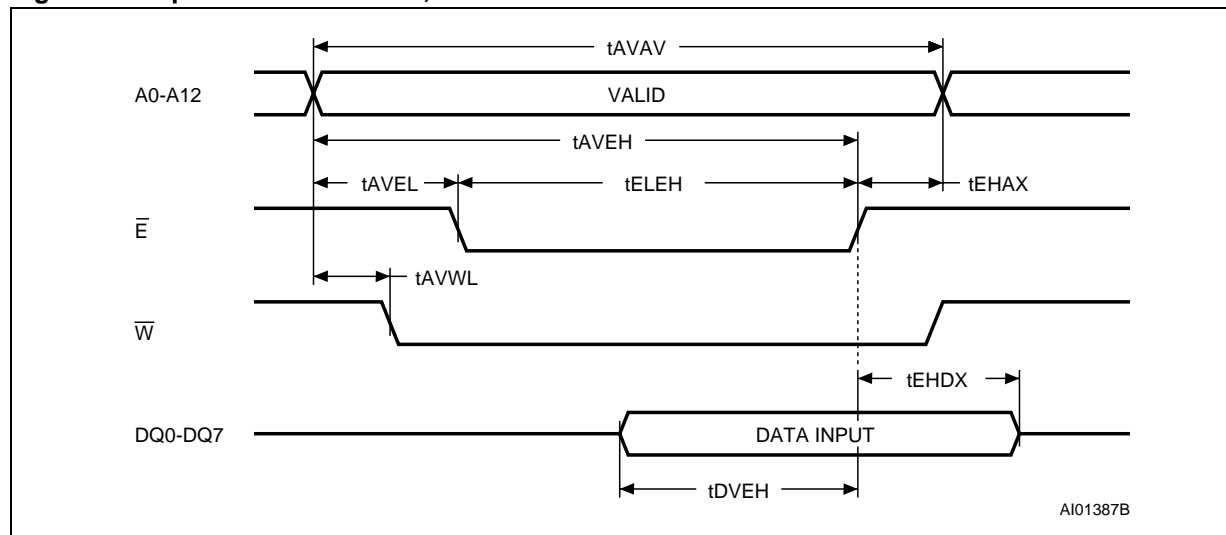 tAVAV
A0-A12
VALID
tAVEH
tAVEL
tELEH
tEHAX
E̅
tAVWL
W̅
tEHDX
DQ0-DQ7
DATA INPUT
tDVEH
AI01387B